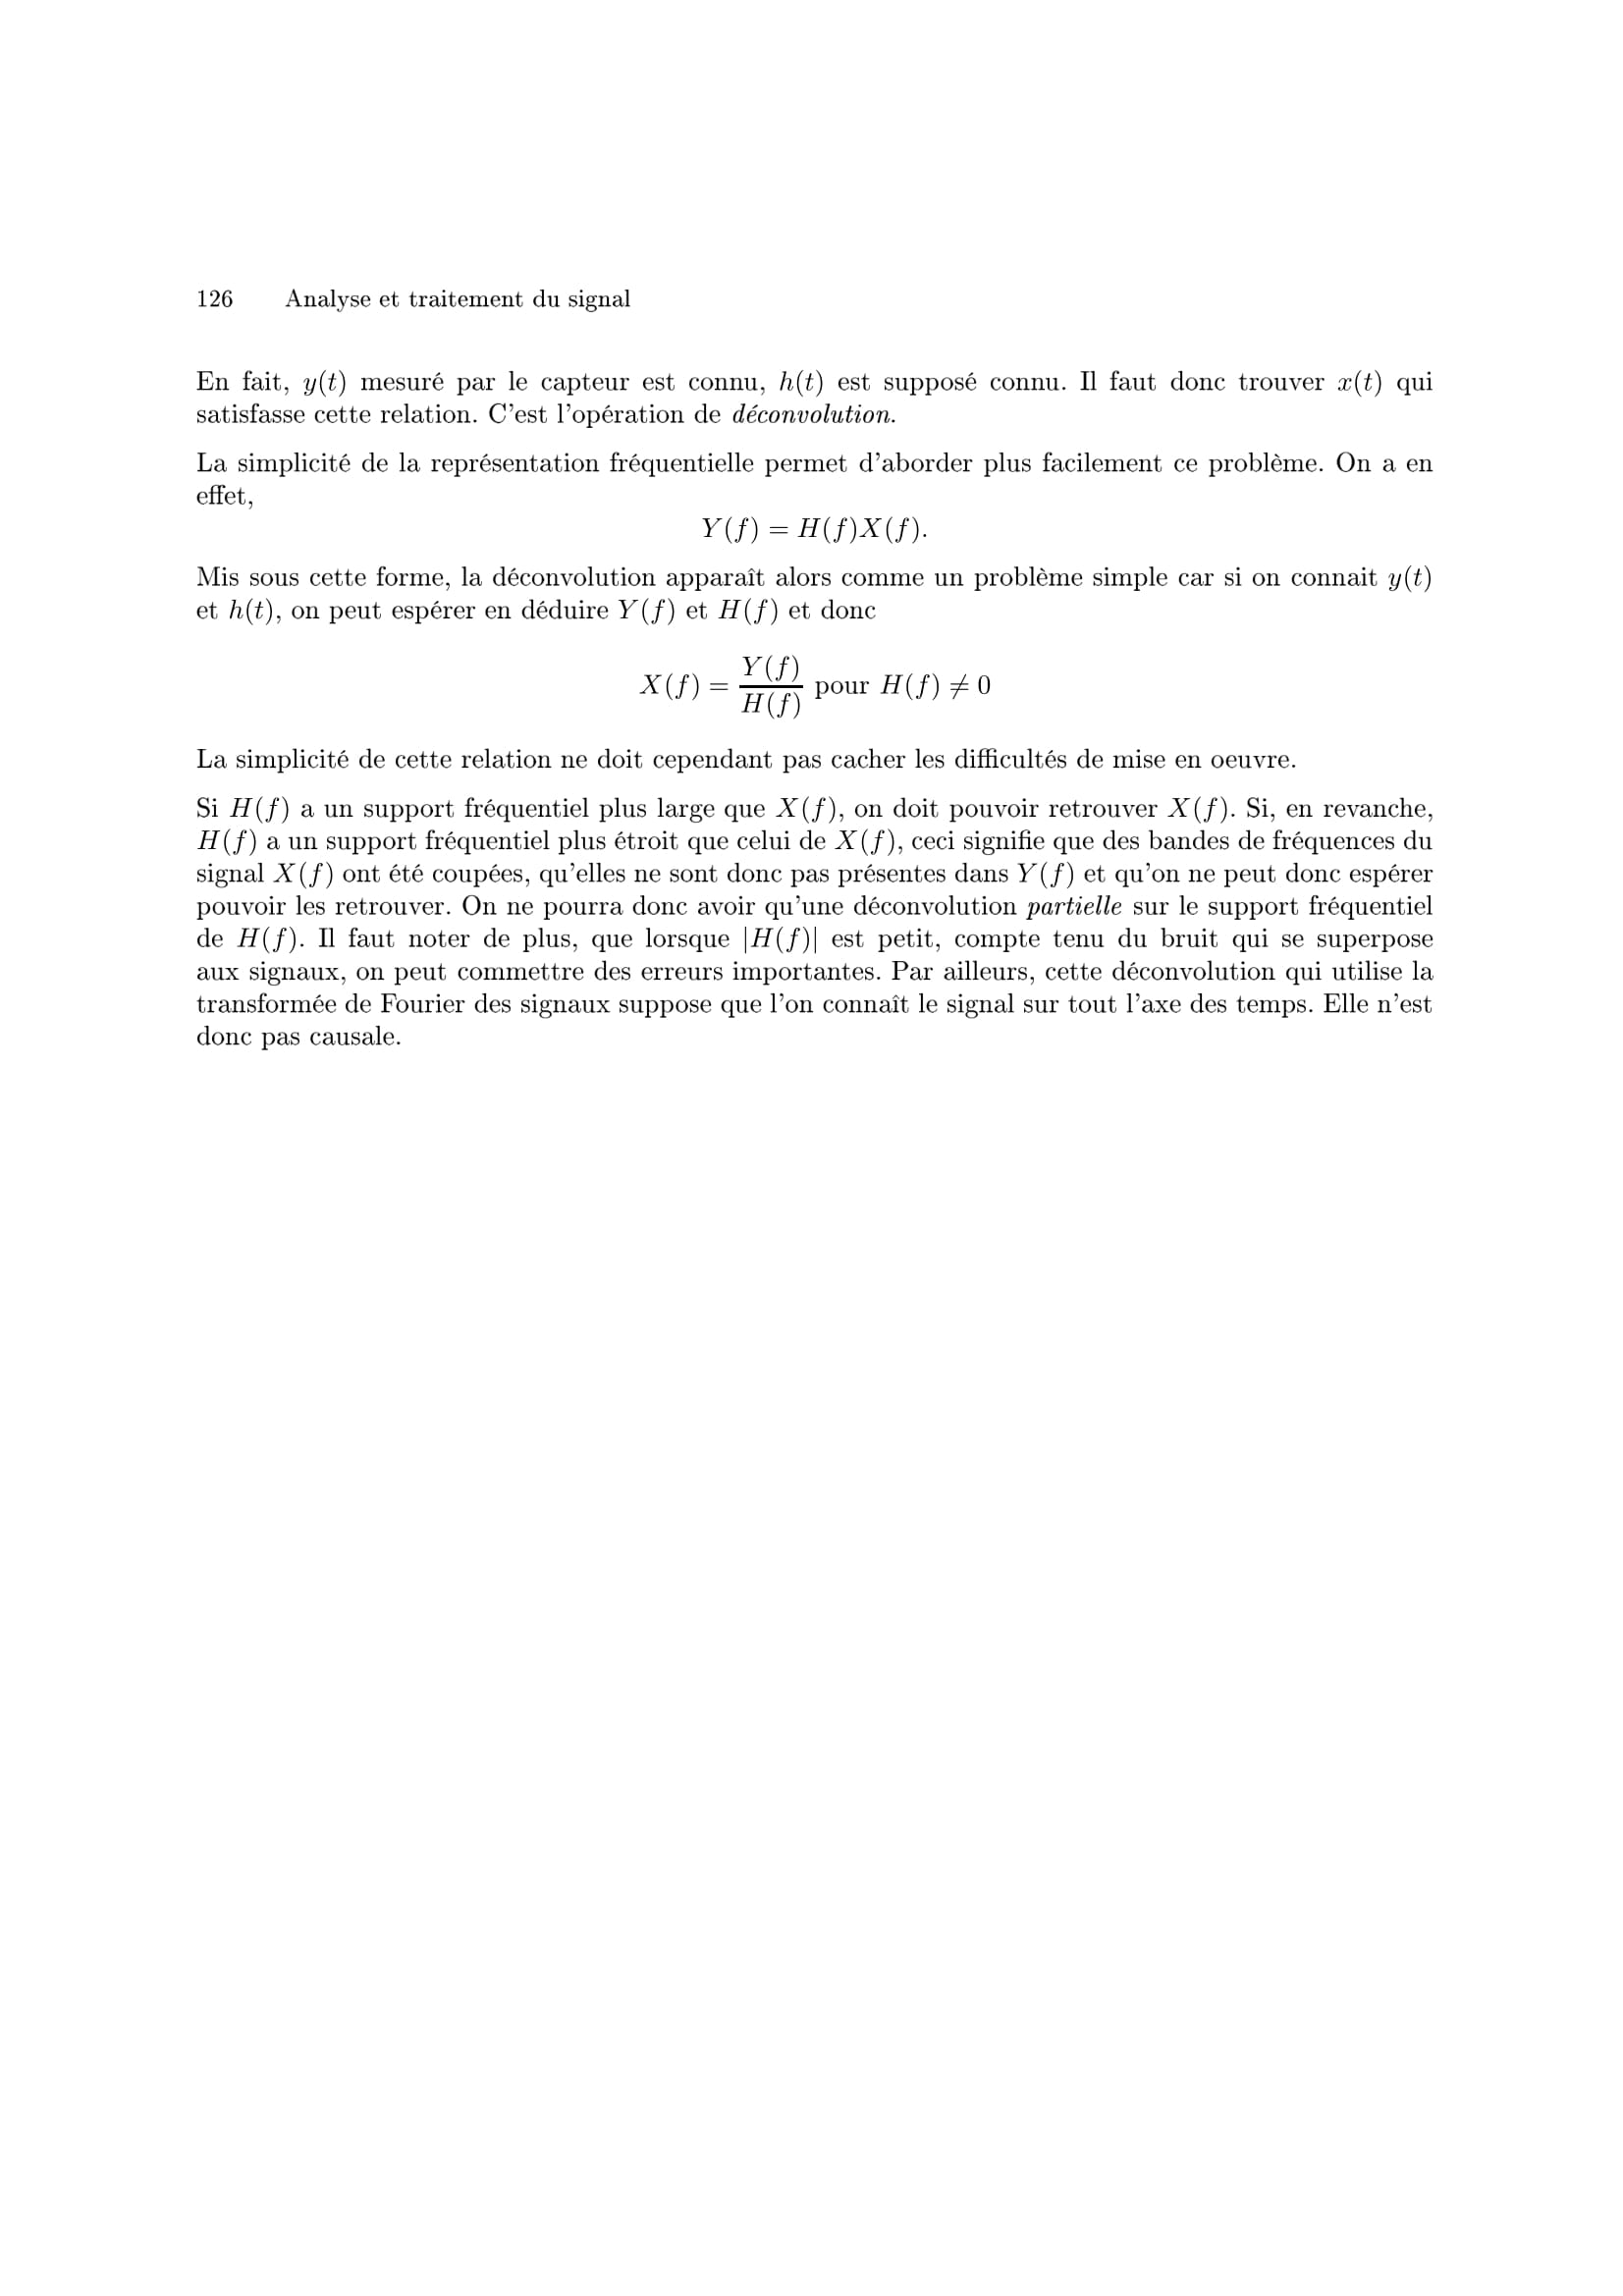 126 Analyse et traitement du signal
En fait, y(t) mesuré par le capteur est connu, h(t) est supposé connu. Il faut donc trouver x(t) qui
satisfasse cette relation. C'est l'opération de déconvolution.
La simplicité de la représentation fréquentielle permet d'aborder plus facilement ce problème. On a en
effet,
Y(f) = H(f)X(f).
Mis sous cette forme, la déconvolution apparaît alors comme un problème simple car si on connait y(t)
et h(t), on peut espérer en déduire Y(f) et H(f) et donc
X(f) = Y(f)/H(f) pour H(f) ≠ 0
La simplicité de cette relation ne doit cependant pas cacher les difficultés de mise en oeuvre.
Si H(f) a un support fréquentiel plus large que X(f), on doit pouvoir retrouver X(f). Si, en revanche,
H(f) a un support fréquentiel plus étroit que celui de X(f), ceci signifie que des bandes de fréquences du
signal X(f) ont été coupées, qu'elles ne sont donc pas présentes dans Y(f) et qu'on ne peut donc espérer
pouvoir les retrouver. On ne pourra donc avoir qu'une déconvolution partielle sur le support fréquentiel
de H(f). Il faut noter de plus, que lorsque |H(f)| est petit, compte tenu du bruit qui se superpose
aux signaux, on peut commettre des erreurs importantes. Par ailleurs, cette déconvolution qui utilise la
transformée de Fourier des signaux suppose que l'on connaît le signal sur tout l'axe des temps. Elle n'est
donc pas causale.